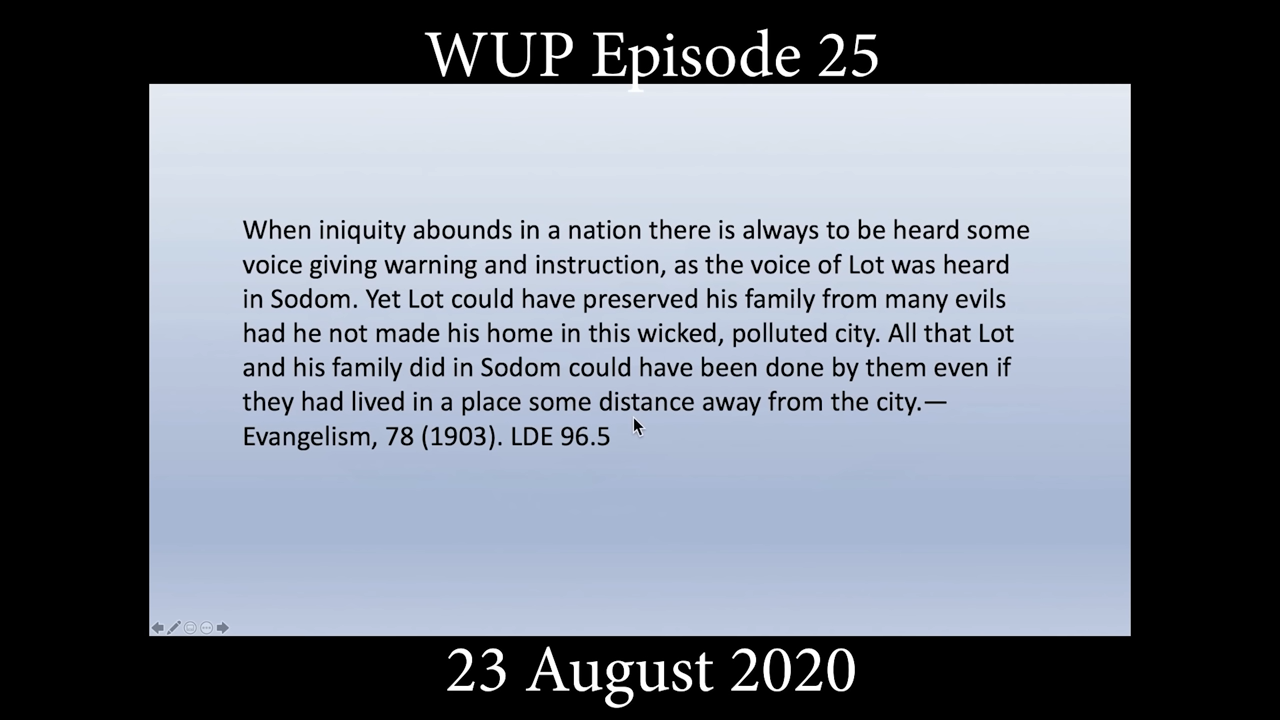 WUP Episode 25
When iniquity abounds in a nation there is always to be heard some
voice giving warning and instruction, as the voice of Lot was heard
in Sodom. Yet Lot could have preserved his family from many evils
had he not made his home in this wicked, polluted city. All that Lot
and his family did in Sodom could have been done by them even if
they had lived in a place some distance away from the city.—
Evangelism, 78 (1903). LDE 96.5
23 August 2020